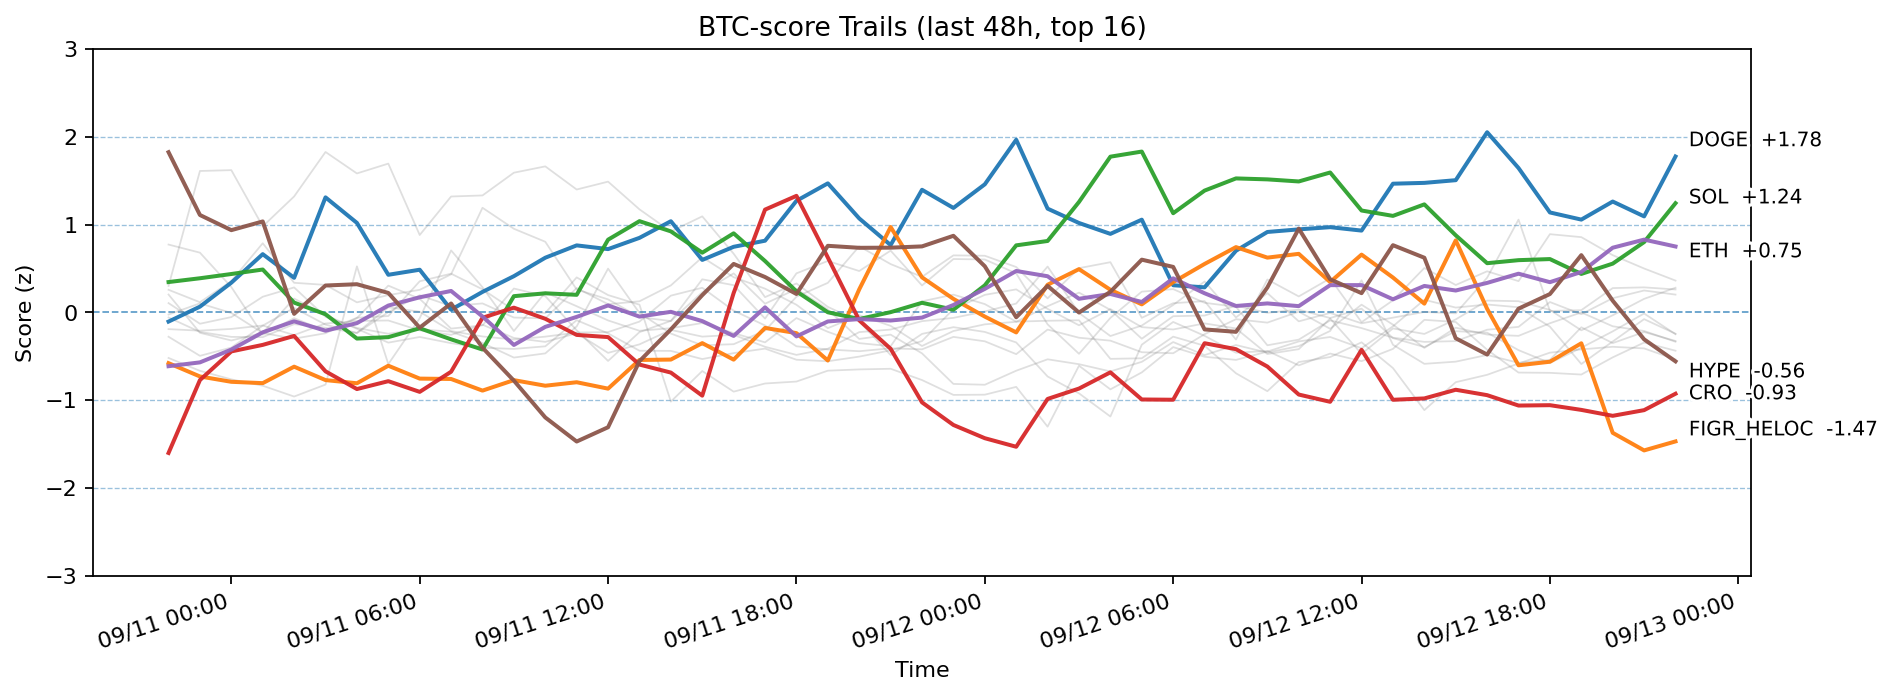 BTC-score Trails (last 48h, top 16)
3
2
1
0
−1
−2
−3
Score (z)
DOGE +1.78
SOL +1.24
ETH +0.75
HYPE -0.56
CRO -0.93
FIGR_HELOC -1.47
09/11 00:00
09/11 06:00
09/11 12:00
09/11 18:00
09/12 00:00
09/12 06:00
09/12 12:00
09/12 18:00
09/13 00:00
Time